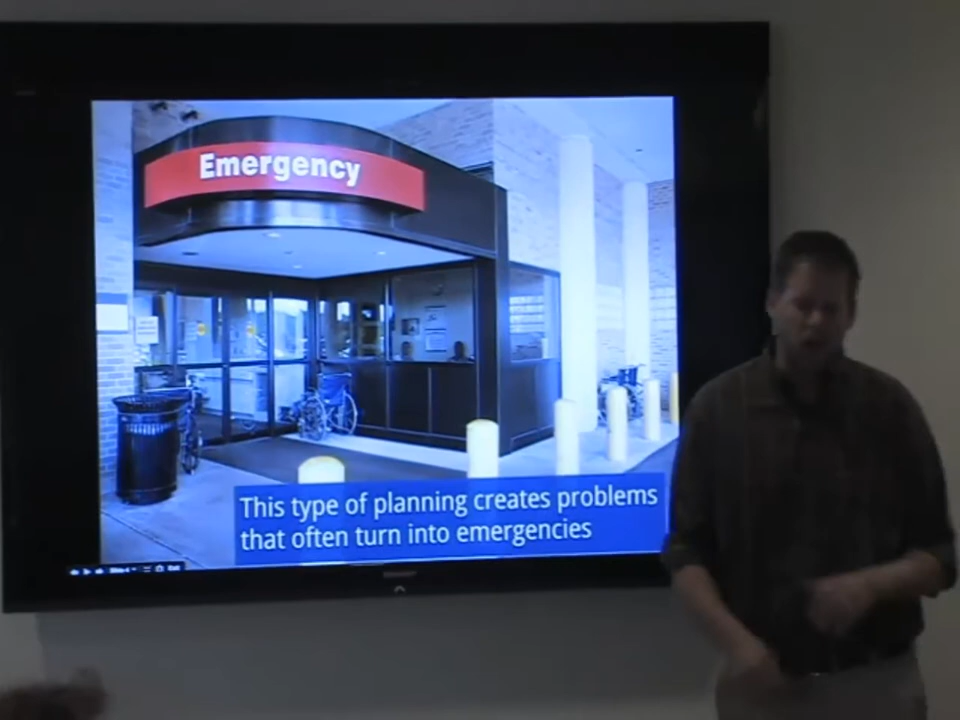 Emergency
This type of planning creates problems
that often turn into emergencies